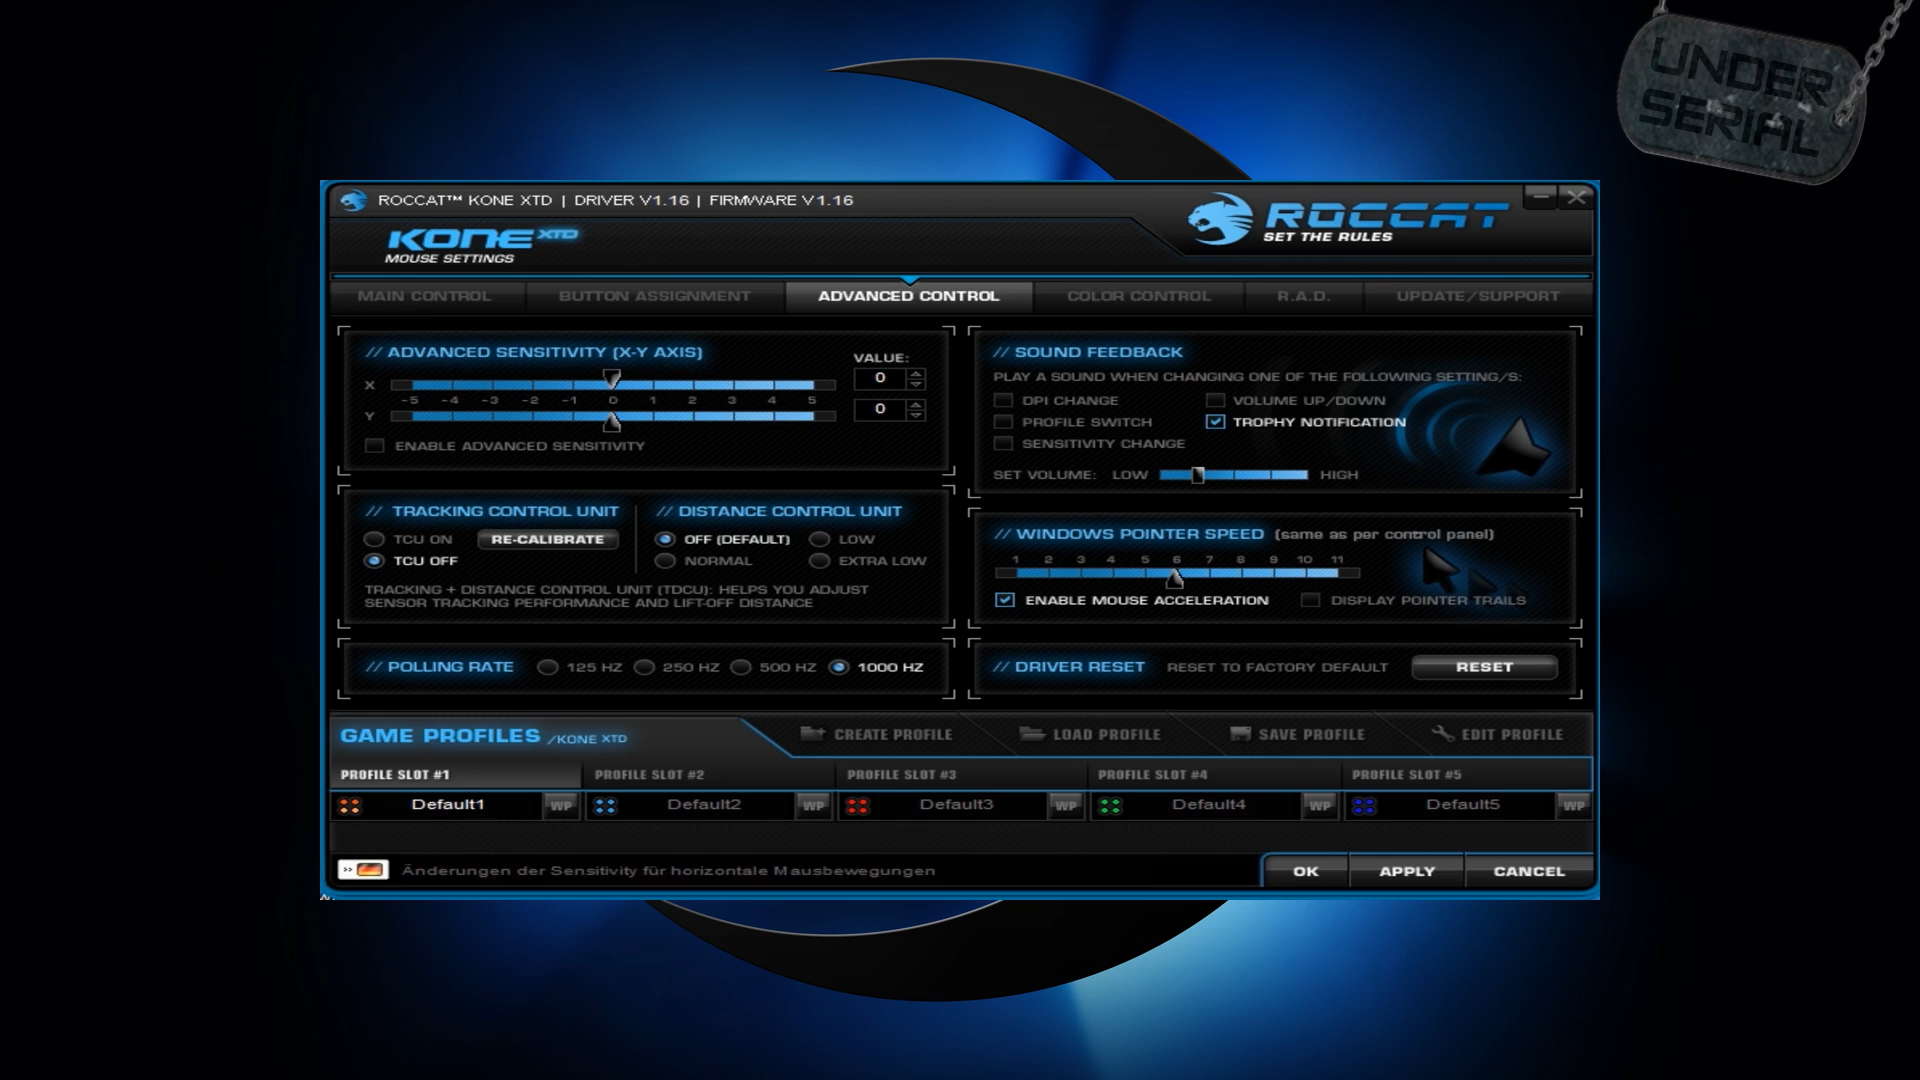 UNDER
SERIAL
ROCCAT™ KONE XTD | DRIVER V1.16 | FIRMWARE V1.16
KONE XTD
MOUSE SETTINGS
ROCCAT
SET THE RULES
MAIN CONTROL BUTTON ASSIGNMENT ADVANCED CONTROL COLOR CONTROL R.A.D. UPDATE/SUPPORT
// ADVANCED SENSITIVITY (X-Y AXIS)
VALUE:
X 0
-5 -4 -3 -2 -1 0 1 2 3 4 5
Y 0
ENABLE ADVANCED SENSITIVITY
// SOUND FEEDBACK
PLAY A SOUND WHEN CHANGING ONE OF THE FOLLOWING SETTING/S:
DPI CHANGE VOLUME UP/DOWN
PROFILE SWITCH TROPHY NOTIFICATION
SENSITIVITY CHANGE
SET VOLUME: LOW HIGH
// TRACKING CONTROL UNIT // DISTANCE CONTROL UNIT
TCU ON RE-CALIBRATE OFF (DEFAULT) LOW
TCU OFF NORMAL EXTRA LOW
TRACKING + DISTANCE CONTROL UNIT (TDCU): HELPS YOU ADJUST
SENSOR TRACKING PERFORMANCE AND LIFT-OFF DISTANCE
// WINDOWS POINTER SPEED (same as per control panel)
1 2 3 4 5 6 7 8 9 10 11
ENABLE MOUSE ACCELERATION DISPLAY POINTER TRAILS
// POLLING RATE 125 HZ 250 HZ 500 HZ 1000 HZ
// DRIVER RESET RESET TO FACTORY DEFAULT RESET
GAME PROFILES /KONE XTD CREATE PROFILE LOAD PROFILE SAVE PROFILE EDIT PROFILE
PROFILE SLOT #1 PROFILE SLOT #2 PROFILE SLOT #3 PROFILE SLOT #4 PROFILE SLOT #5
Default1 WP Default2 WP Default3 WP Default4 WP Default5 WP
Änderungen der Sensitivity für horizontale Mausbewegungen
OK APPLY CANCEL